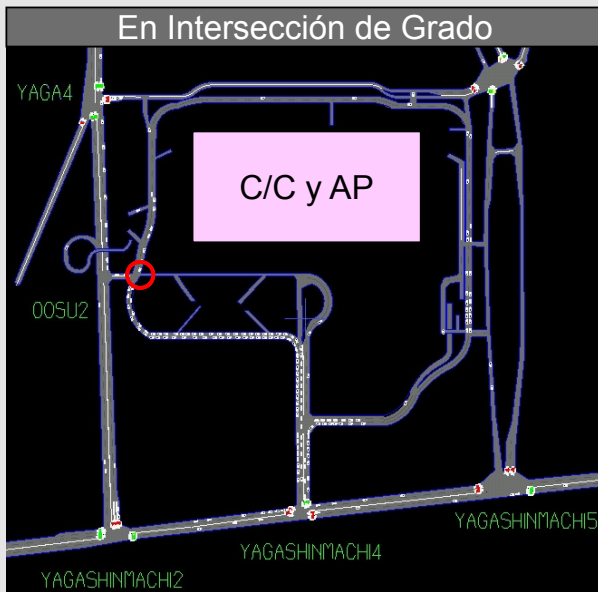 En Intersección de Grado
YAGA4
C/C y AP
OOSU2
YAGASHINMACHI5
YAGASHINMACHI4
YAGASHINMACHI2